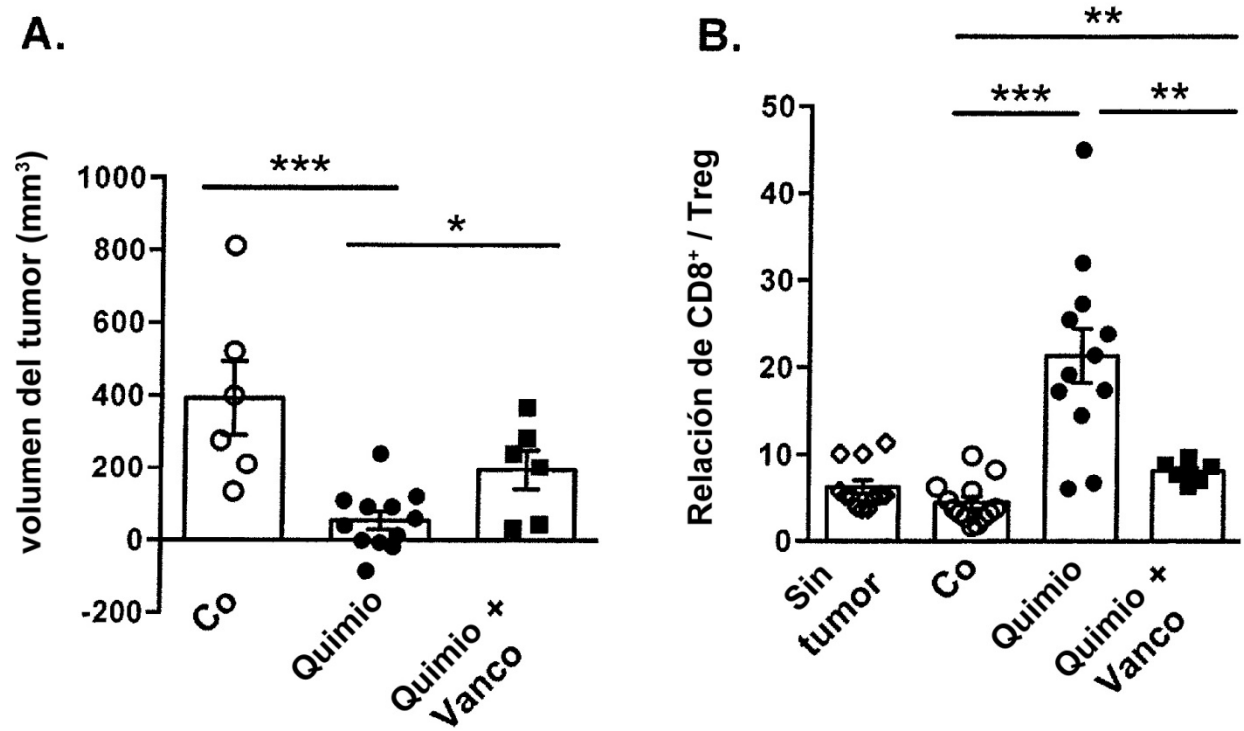 A.
volumen del tumor (mm³)
1000
800
600
400
200
0
-200
***
*
Co
Quimio
Quimio +
Vanco
B.
Relación de CD8⁺ / Treg
50
40
30
20
10
0
**
***
**
Sin
tumor
Co
Quimio
Quimio +
Vanco